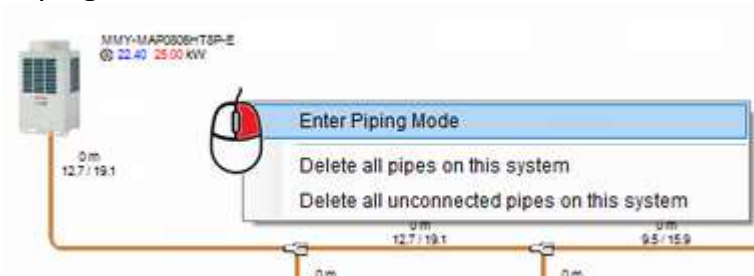 MMY-MAP0806HT8P-E
22.40 25.00 kW
Enter Piping Mode
0 m
12.7 / 19.1
Delete all pipes on this system
Delete all unconnected pipes on this system
0 m
12.7 / 19.1
0 m
9.5 / 15.9
0 m
0 m